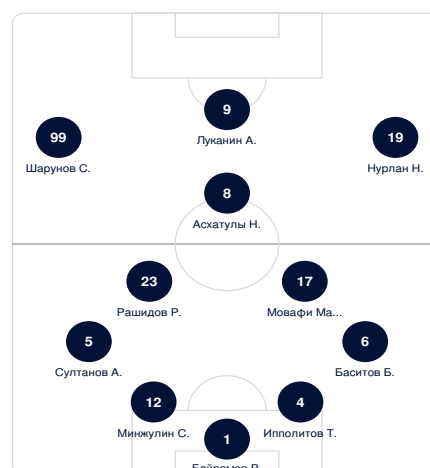 9
Луканин А.
99
Шарунов С.
19
Нурлан Н.
8
Асхатулы Н.
23
Рашидов Р.
17
Мовафи Ма...
5
Султанов А.
6
Баситов Б.
12
Минжулин С.
4
Ипполитов Т.
1